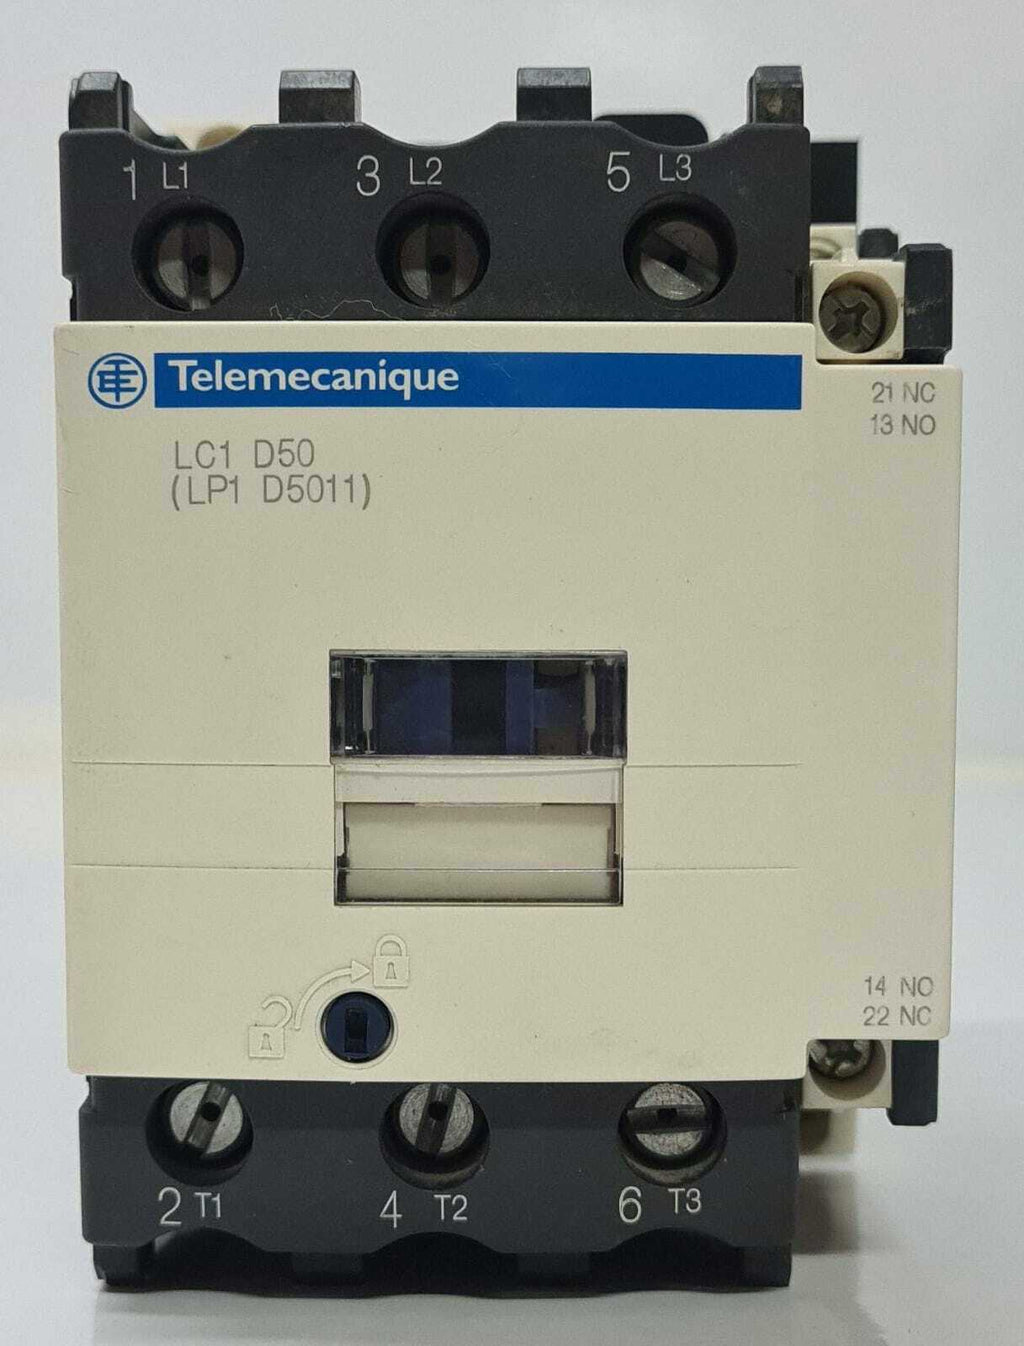 1 L1 3 L2 5 L3
Telemecanique
21 NC
13 NO
LC1 D50
(LP1 D5011)
14 NO
22 NC
2 T1 4 T2 6 T3